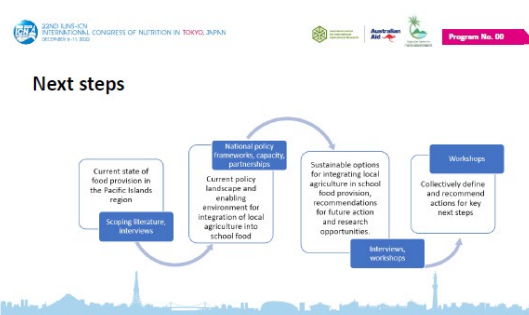 22ND IUNS-ICN
INTERNATIONAL CONGRESS OF NUTRITION IN TOKYO, JAPAN
DECEMBER 6-11, 2022
Australian
Aid
Program No. 00
Next steps
Current state of
food provision in
the Pacific Islands
region
Scoping literature,
interviews
National policy
frameworks, capacity,
partnerships
Current policy
landscape and
enabling
environment for
integration of local
agriculture into
school food
Sustainable options
for integrating local
agriculture in school
food provision,
recommendations
for future action
and research
opportunities.
Interviews,
workshops
Workshops
Collectively define
and recommend
actions for key
next steps